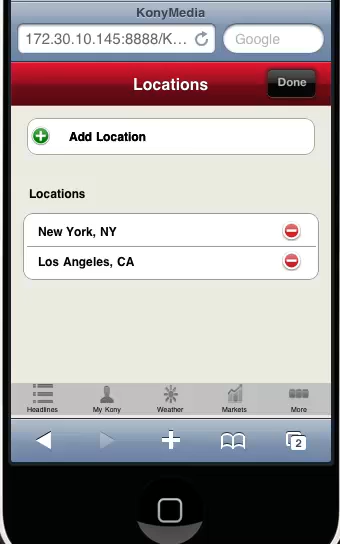 KonyMedia
172.30.10.145:8888/K...
Google
Locations
Done
Add Location
Locations
New York, NY
Los Angeles, CA
Headlines
My Kony
Weather
Markets
More
2